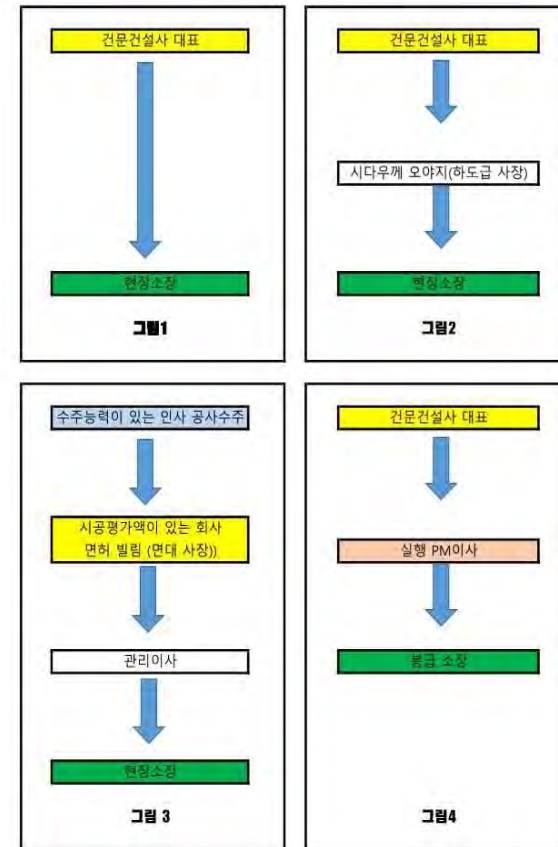 건문건설사 대표
현장소장
그림1
건문건설사 대표
시다우께 오야지(하도급 사장)
현장소장
그림2
수주능력이 있는 인사 공사수주
시공평가액이 있는 회사
면허 빌림 (면대 사장))
관리이사
현장소장
그림 3
건문건설사 대표
실행 PM이사
봉급 소장
그림4